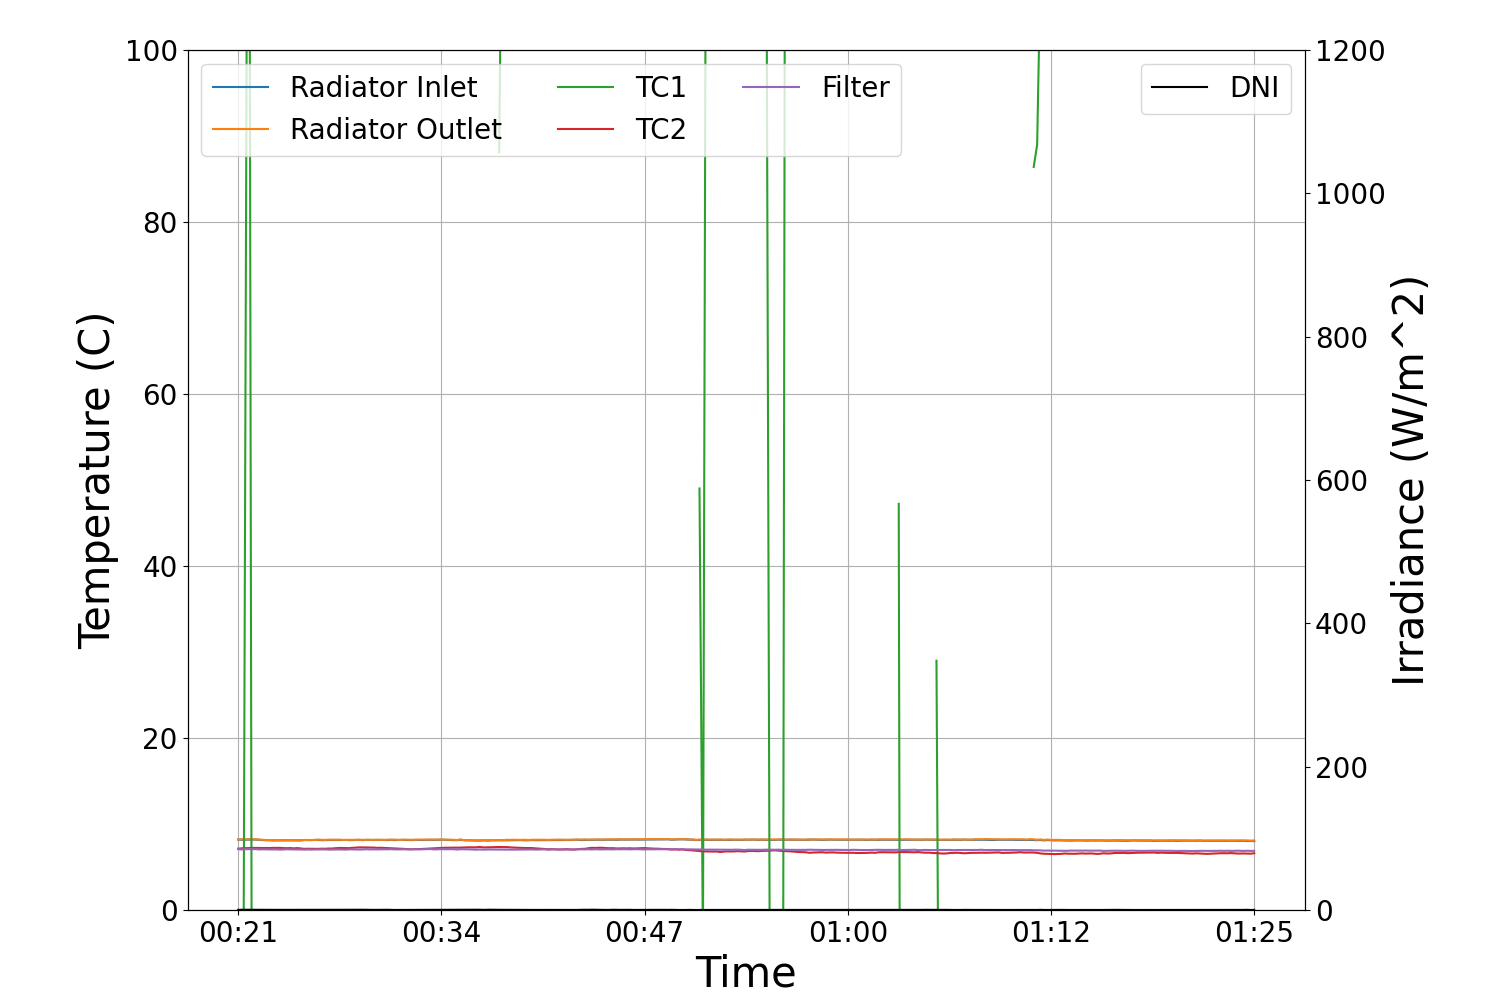 100
80
60
40
20
0
Temperature (C)
Radiator Inlet
Radiator Outlet
TC1
TC2
Filter
DNI
1200
1000
800
600
400
200
0
Irradiance (W/m^2)
00:21 00:34 00:47 01:00 01:12 01:25
Time